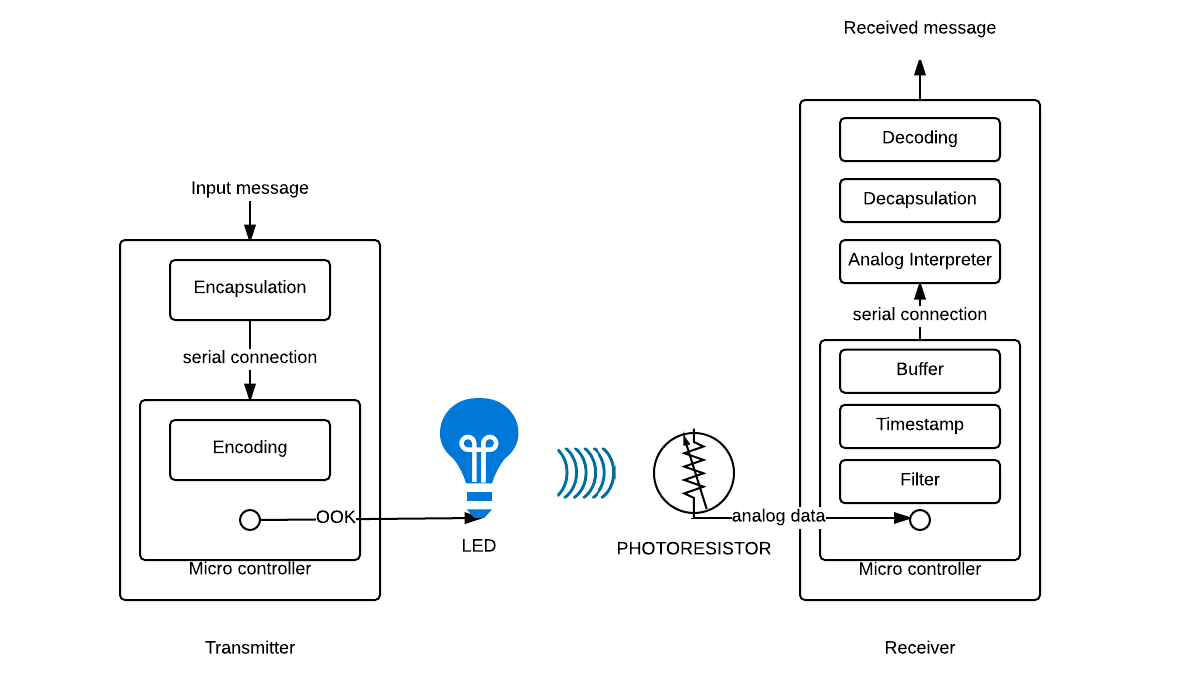 Received message
Decoding
Decapsulation
Analog Interpreter
serial connection
Buffer
Timestamp
Filter
Micro controller
Receiver
Input message
Encapsulation
serial connection
Encoding
OOK
Micro controller
Transmitter
LED
PHOTORESISTOR
analog data